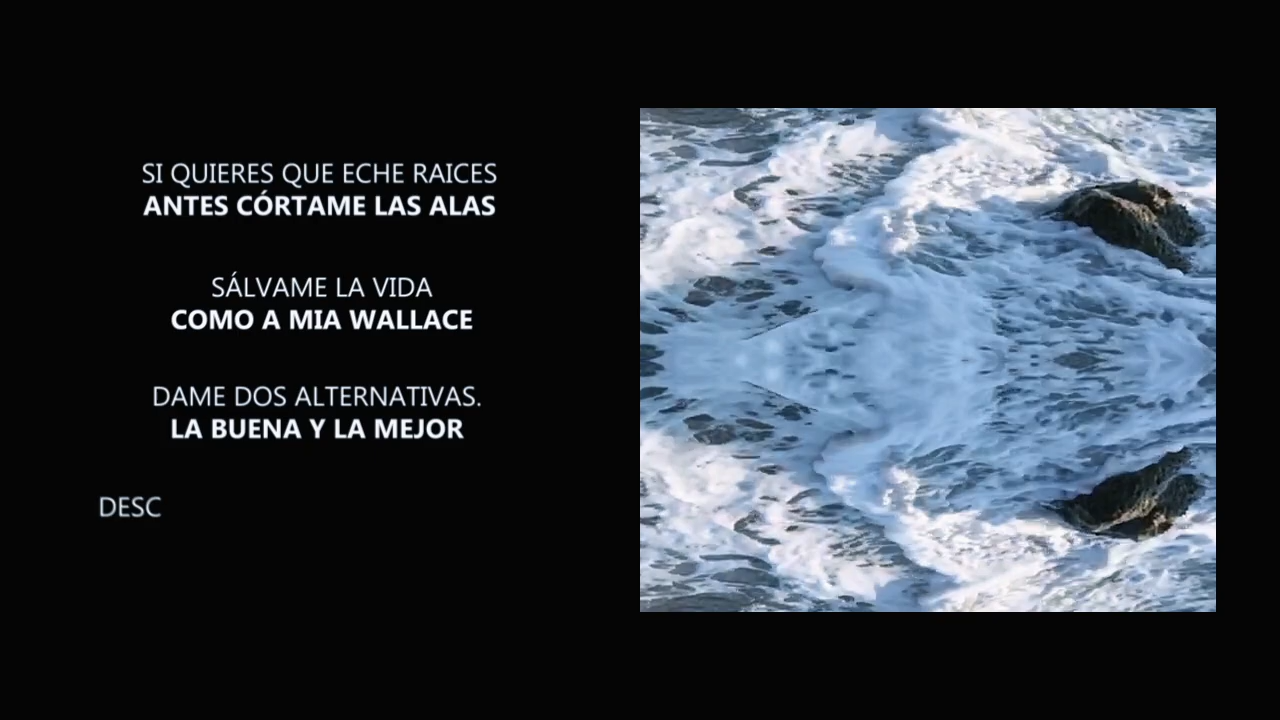 SI QUIERES QUE ECHE RAICES
ANTES CÓRTAME LAS ALAS
SÁLVAME LA VIDA
COMO A MIA WALLACE
DAME DOS ALTERNATIVAS.
LA BUENA Y LA MEJOR
DESC